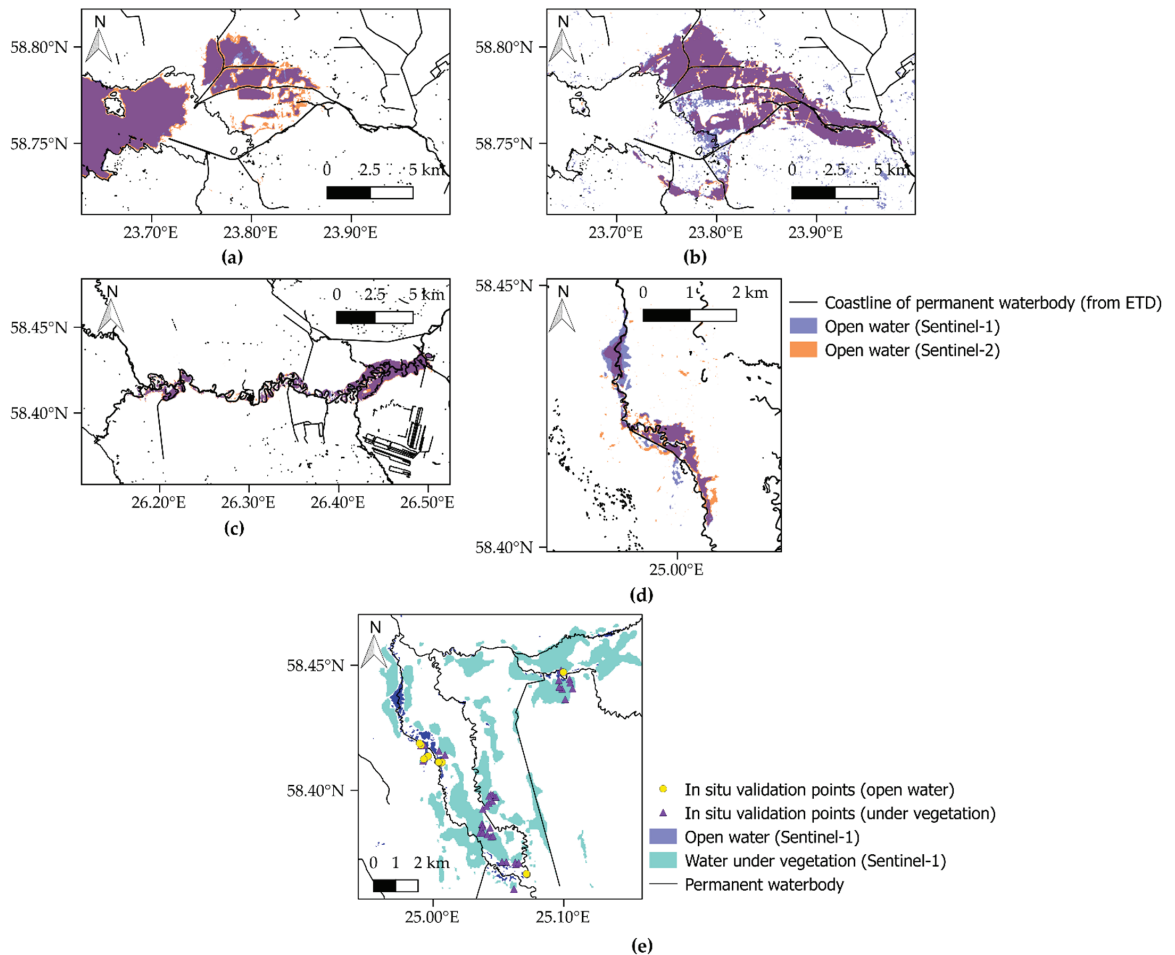 N
58.80°N
58.75°N
0 2.5 5 km
23.70°E 23.80°E 23.90°E
(a)
N
58.80°N
58.75°N
0 2.5 5 km
23.70°E 23.80°E 23.90°E
(b)
N
58.45°N
58.40°N
0 2.5 5 km
26.20°E 26.30°E 26.40°E 26.50°E
(c)
N
58.45°N
58.40°N
0 1 2 km
25.00°E
(d)
Coastline of permanent waterbody (from ETD)
Open water (Sentinel-1)
Open water (Sentinel-2)
N
58.45°N
58.40°N
0 1 2 km
25.00°E 25.10°E
(e)
In situ validation points (open water)
In situ validation points (under vegetation)
Open water (Sentinel-1)
Water under vegetation (Sentinel-1)
Permanent waterbody